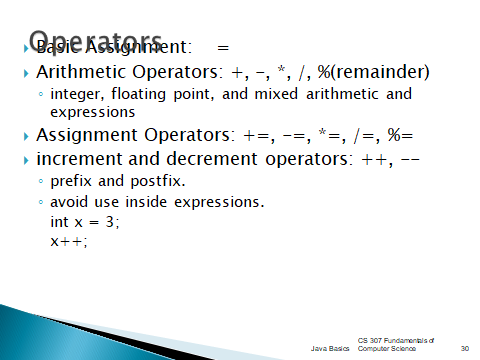 Operators
Basic Assignment: =
Arithmetic Operators: +, -, *, /, %(remainder)
integer, floating point, and mixed arithmetic and
expressions
Assignment Operators: +=, -=, *=, /=, %=
increment and decrement operators: ++, --
prefix and postfix.
avoid use inside expressions.
int x = 3;
x++;
Java Basics
CS 307 Fundamentals of
Computer Science
30